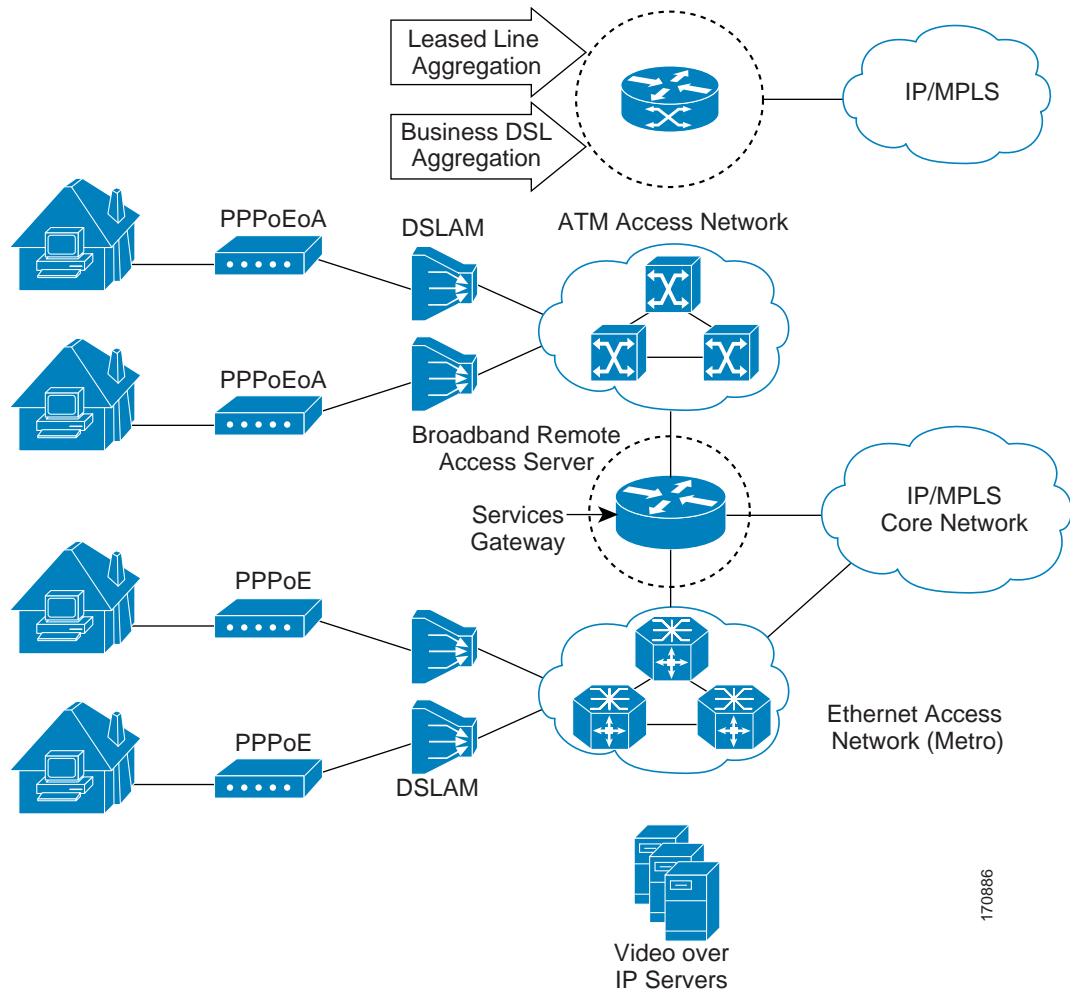 Leased Line
Aggregation
IP/MPLS
Business DSL
Aggregation
PPPoEoA
DSLAM
ATM Access Network
PPPoEoA
Broadband Remote
Access Server
Services
Gateway
IP/MPLS
Core Network
PPPoE
PPPoE
DSLAM
Ethernet Access
Network (Metro)
Video over
IP Servers
170886